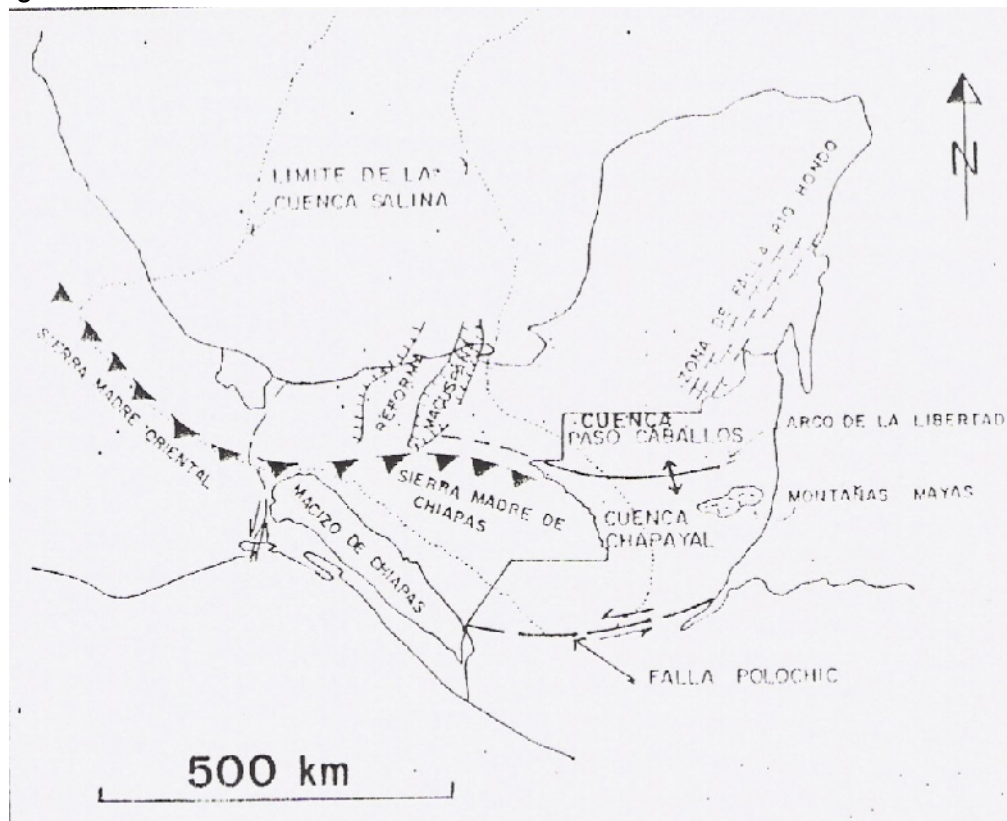 LIMITE DE LA
CUENCA SALINA
N
ZONA DE FALLA RIO HONDO
SIERRA MADRE ORIENTAL
REFORMA
MACUSPANA
CUENCA
PASO CABALLOS
ARCO DE LA LIBERTAD
SIERRA MADRE DE
CHIAPAS
MONTAÑAS MAYAS
MACIZO DE CHIAPAS
CUENCA
CHAPAYAL
FALLA POLOCHIC
500 km